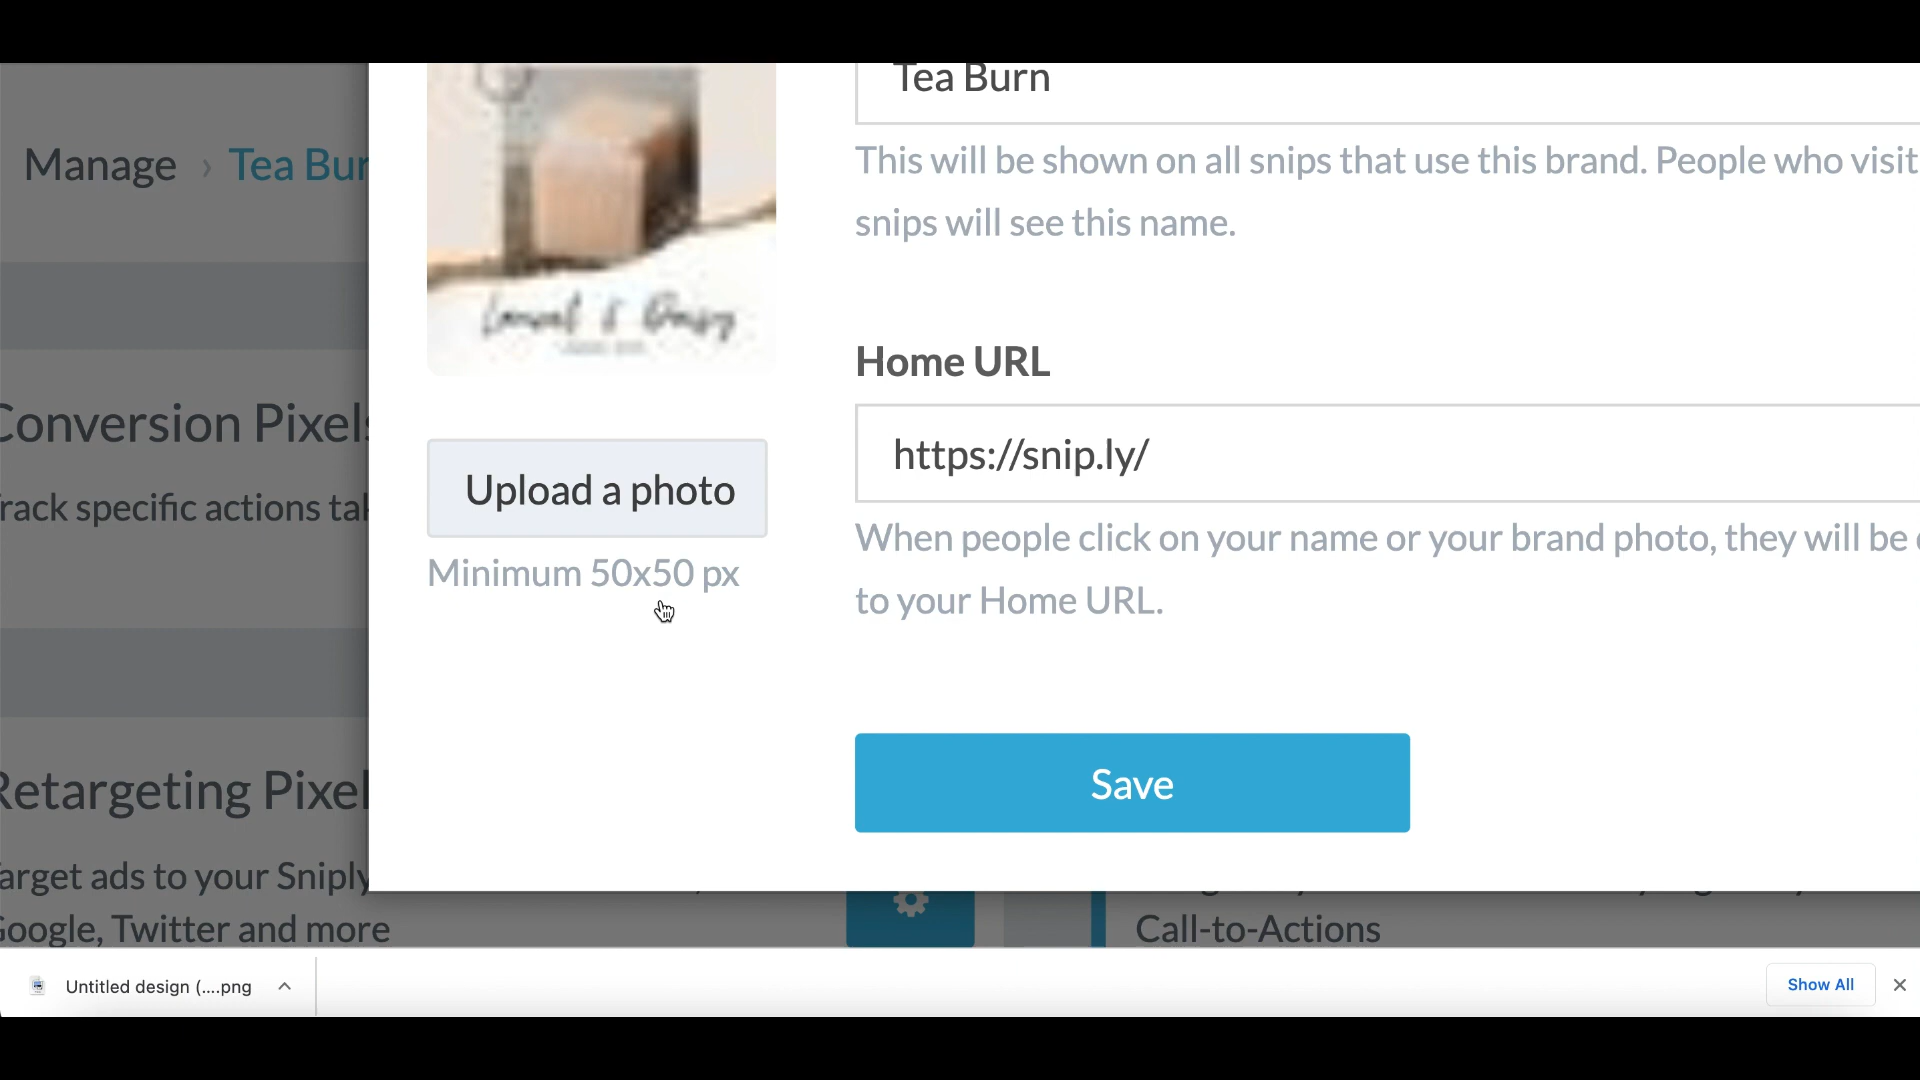 Tea Burn
Manage › Tea Bur
This will be shown on all snips that use this brand. People who visit
snips will see this name.
Home URL
https://snip.ly/
Conversion Pixels
rack specific actions tak
Upload a photo
When people click on your name or your brand photo, they will be
Minimum 50x50 px
to your Home URL.
Save
Retargeting Pixel
arget ads to your Sniply
Google, Twitter and more
Call-to-Actions
Untitled design (....png
Show All